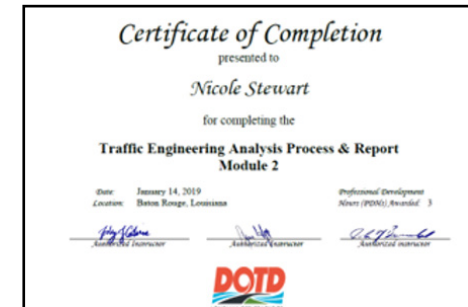 Certificate of Completion
presented to
Nicole Stewart
for completing the
Traffic Engineering Analysis Process & Report
Module 2
Date: January 14, 2019
Location: Baton Rouge, Louisiana
Professional Development
Hours (PDHs) Awarded: 3
Authorized Instructor
Authorized Instructor
Authorized Instructor
DOTD